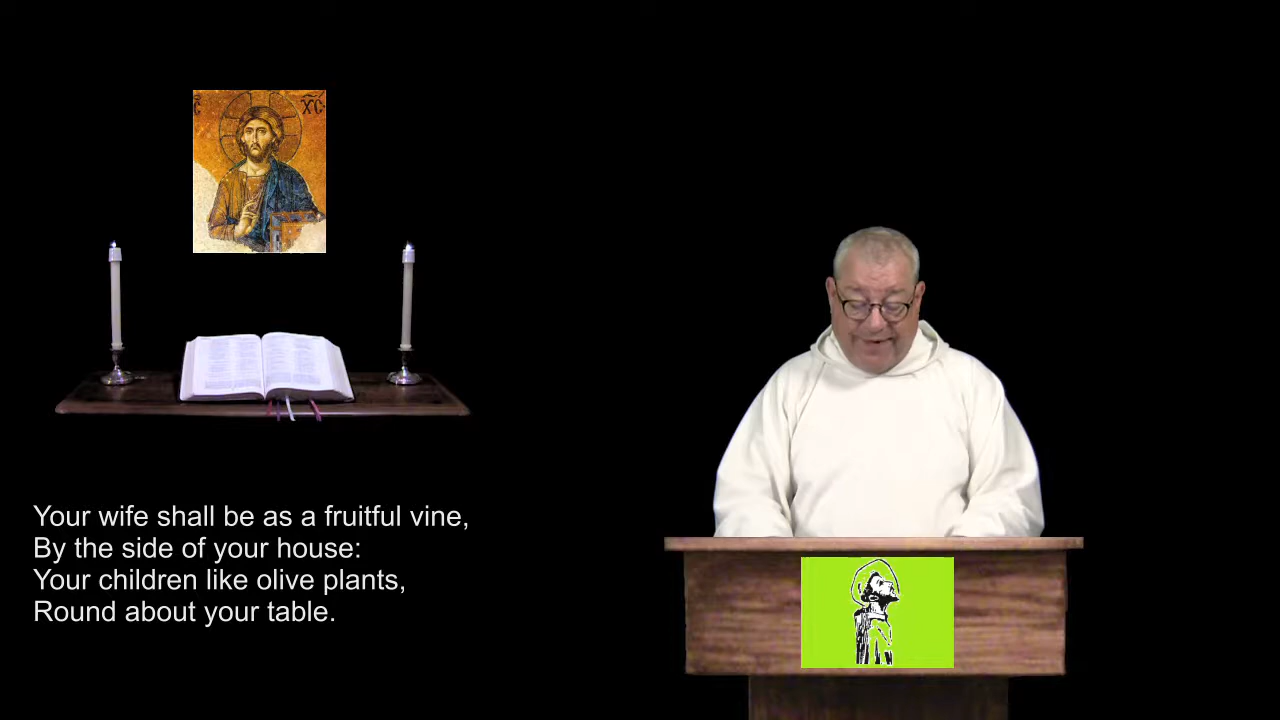 XC
Your wife shall be as a fruitful vine,
By the side of your house:
Your children like olive plants,
Round about your table.